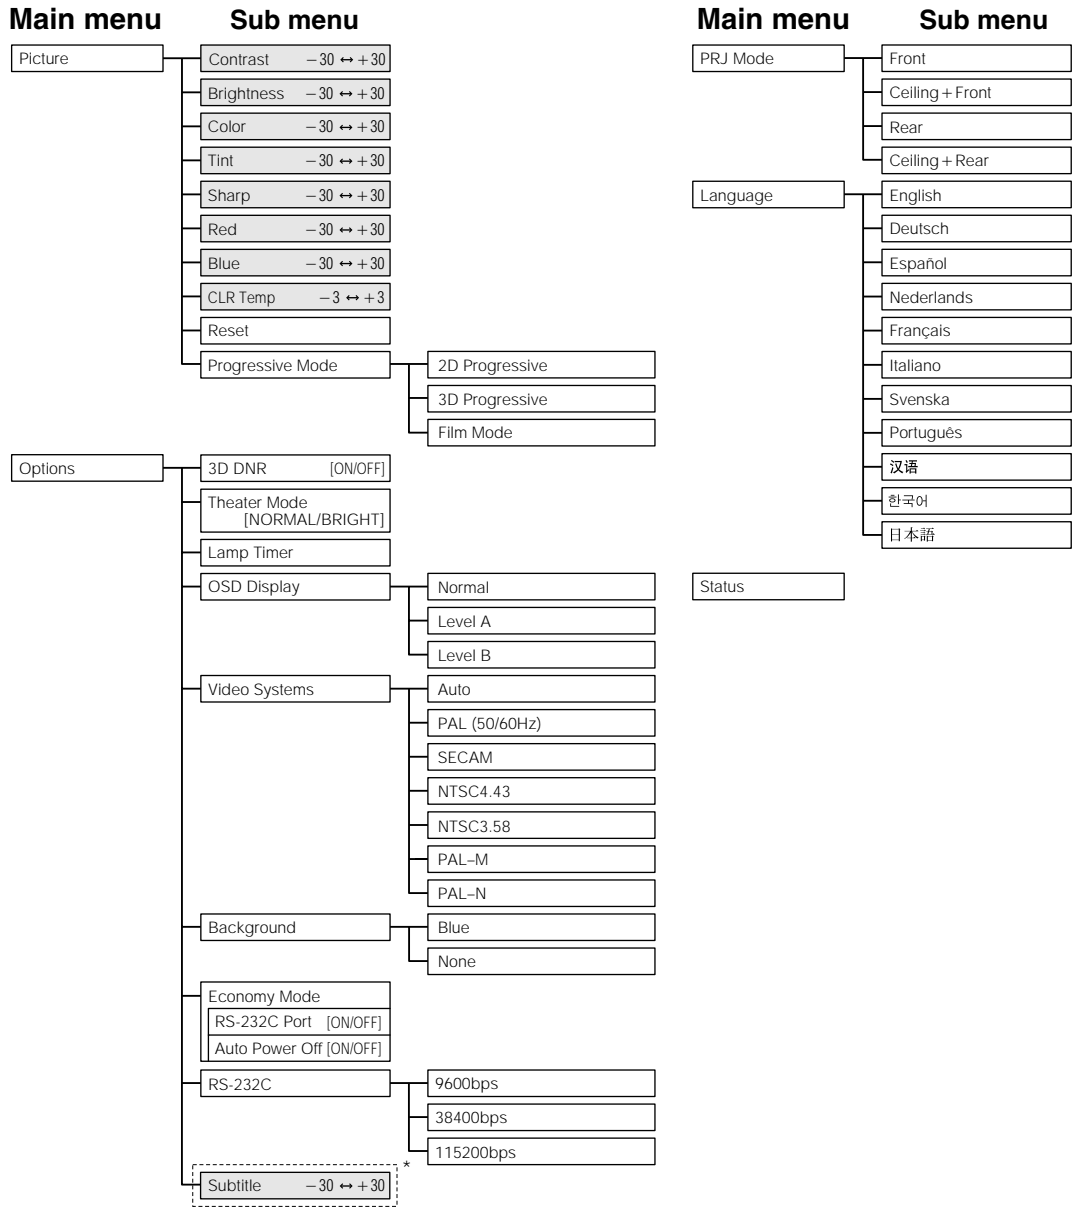 Main menu
Sub menu
Picture
Contrast −30 ↔ +30
Brightness −30 ↔ +30
Color −30 ↔ +30
Tint −30 ↔ +30
Sharp −30 ↔ +30
Red −30 ↔ +30
Blue −30 ↔ +30
CLR Temp −3 ↔ +3
Reset
Progressive Mode
2D Progressive
3D Progressive
Film Mode
Options
3D DNR [ON/OFF]
Theater Mode
[NORMAL/BRIGHT]
Lamp Timer
OSD Display
Normal
Level A
Level B
Video Systems
Auto
PAL (50/60Hz)
SECAM
NTSC4.43
NTSC3.58
PAL–M
PAL–N
Background
Blue
None
Economy Mode
RS-232C Port [ON/OFF]
Auto Power Off [ON/OFF]
RS-232C
9600bps
38400bps
115200bps
Subtitle −30 ↔ +30
*
Main menu
Sub menu
PRJ Mode
Front
Ceiling+Front
Rear
Ceiling+Rear
Language
English
Deutsch
Español
Nederlands
Français
Italiano
Svenska
Português
汉语
한국어
日本語
Status